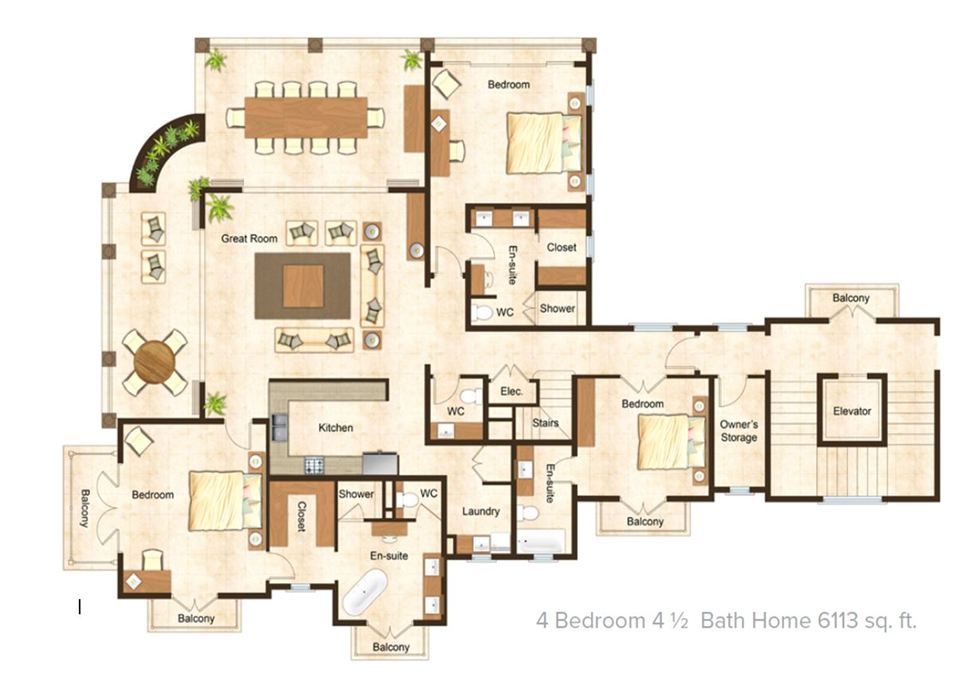 Bedroom
Great Room
En-suite
Closet
WC
Shower
Balcony
Elec.
Bedroom
WC
Stairs
Owner's
Storage
Elevator
Kitchen
Balcony
Bedroom
Closet
Shower
WC
Laundry
En-suite
Balcony
En-suite
Balcony
Balcony
4 Bedroom 4 ½ Bath Home 6113 sq. ft.